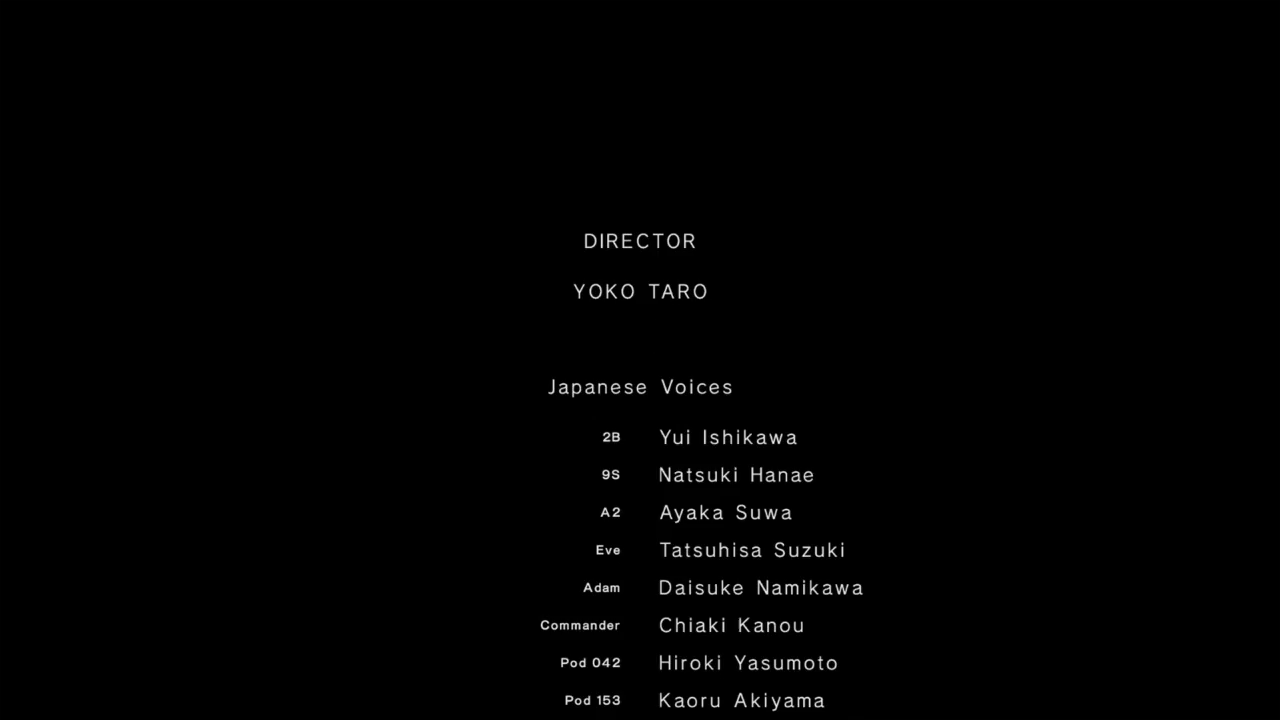 DIRECTOR
YOKO TARO
Japanese Voices
2B Yui Ishikawa
9S Natsuki Hanae
A2 Ayaka Suwa
Eve Tatsuhisa Suzuki
Adam Daisuke Namikawa
Commander Chiaki Kanou
Pod 042 Hiroki Yasumoto
Pod 153 Kaoru Akiyama